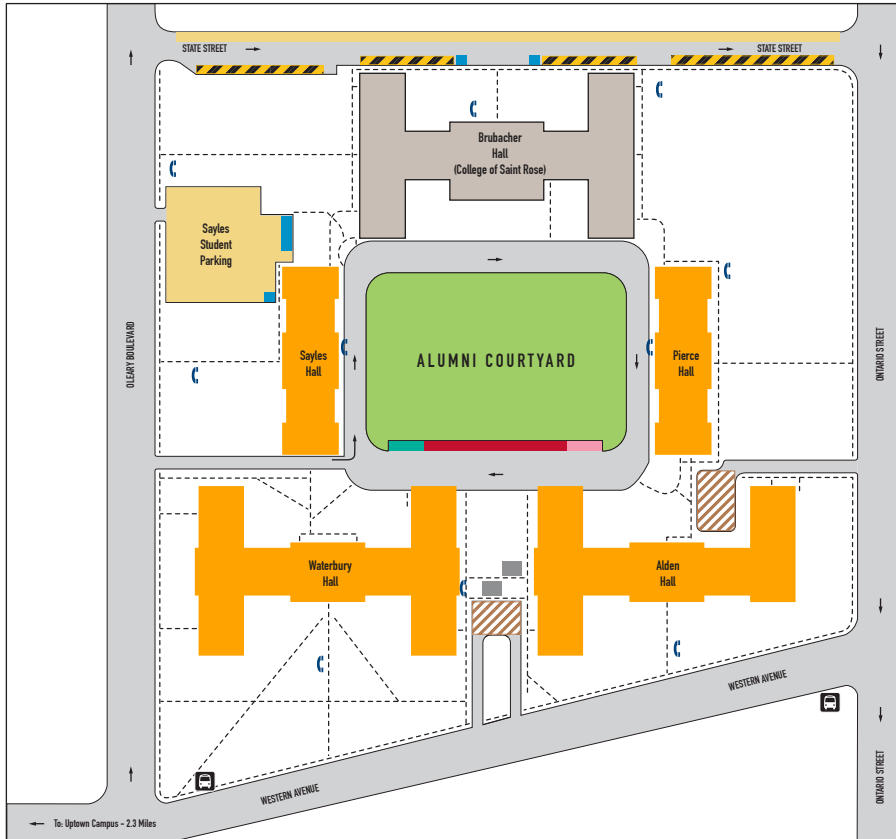 STATE STREET
STATE STREET
Brubacher
Hall
(College of Saint Rose)
Sayles
Student
Parking
OLEARY BOULEVARD
Sayles
Hall
ALUMNI COURTYARD
Pierce
Hall
ONTARIO STREET
Waterbury
Hall
Alden
Hall
WESTERN AVENUE
WESTERN AVENUE
ONTARIO STREET
To: Uptown Campus - 2.3 Miles